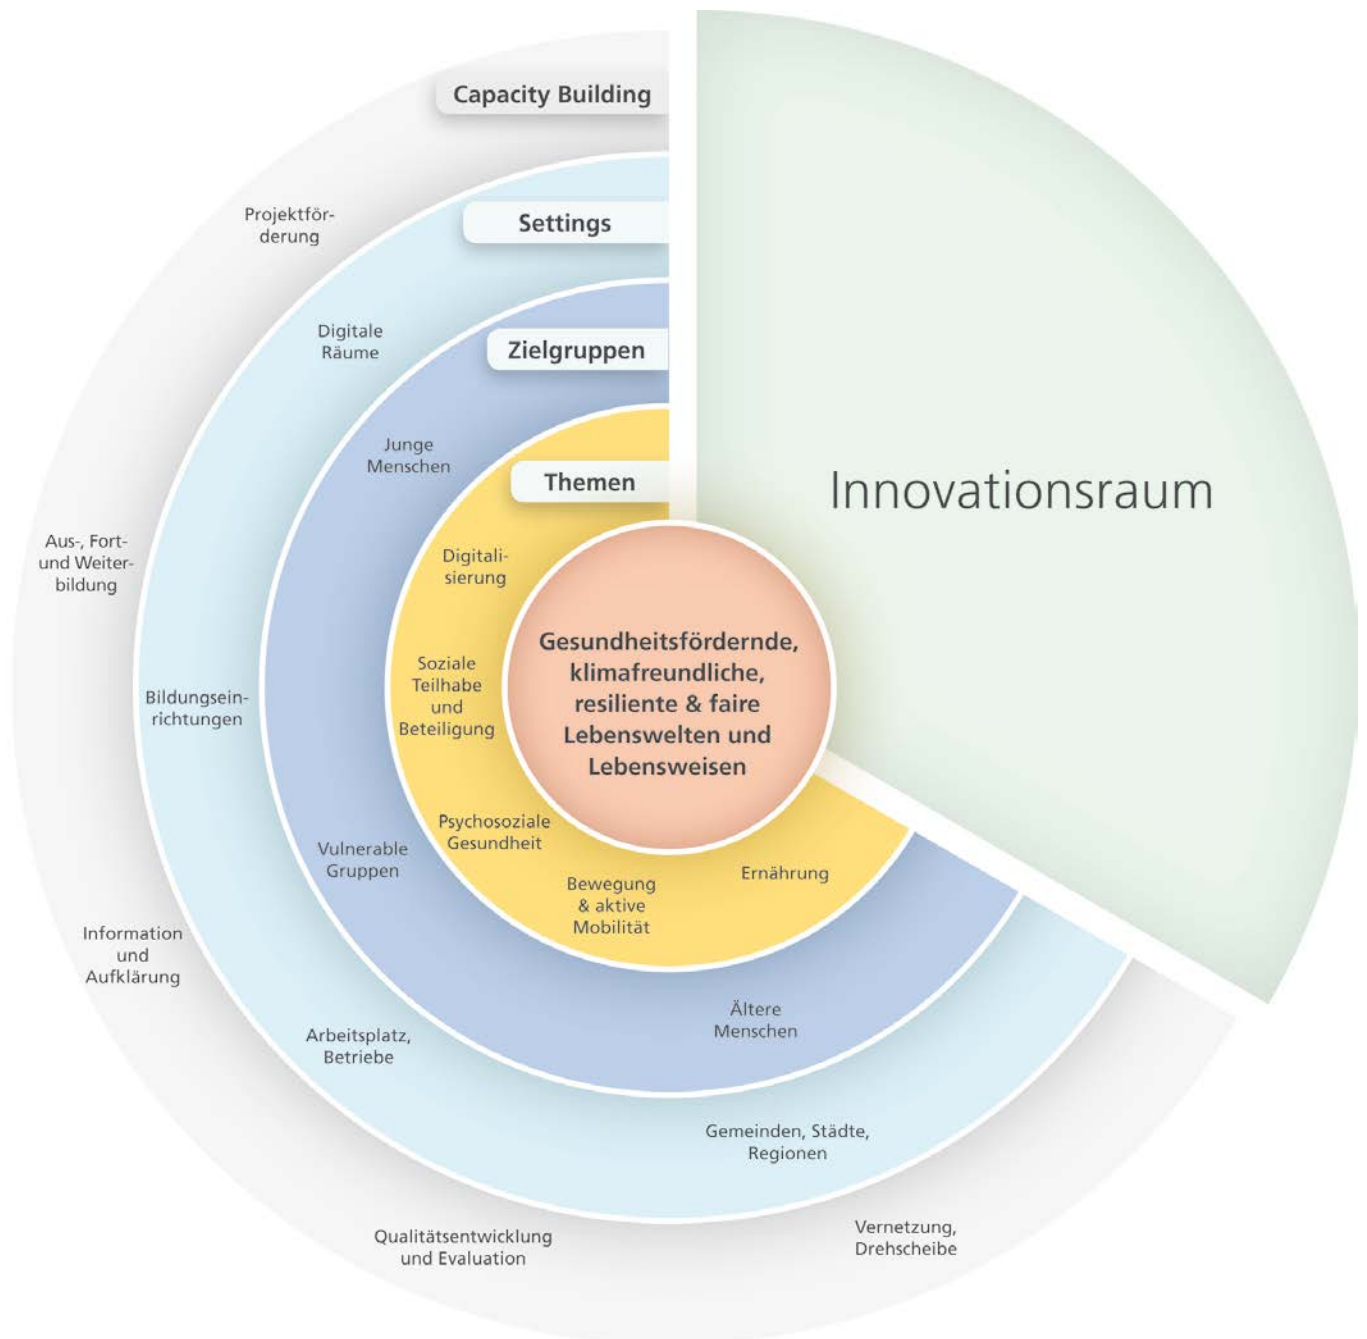 Capacity Building
Projektför-
derung
Aus-, Fort-
und Weiter-
bildung
Information
und
Aufklärung
Qualitätsentwicklung
und Evaluation
Vernetzung,
Drehscheibe
Settings
Digitale
Räume
Bildungsein-
richtungen
Arbeitsplatz,
Betriebe
Gemeinden, Städte,
Regionen
Zielgruppen
Junge
Menschen
Vulnerable
Gruppen
Ältere
Menschen
Themen
Digitali-
sierung
Soziale
Teilhabe
und
Beteiligung
Psychosoziale
Gesundheit
Bewegung
& aktive
Mobilität
Ernährung
Gesundheitsfördernde,
klimafreundliche,
resiliente & faire
Lebenswelten und
Lebensweisen
Innovationsraum